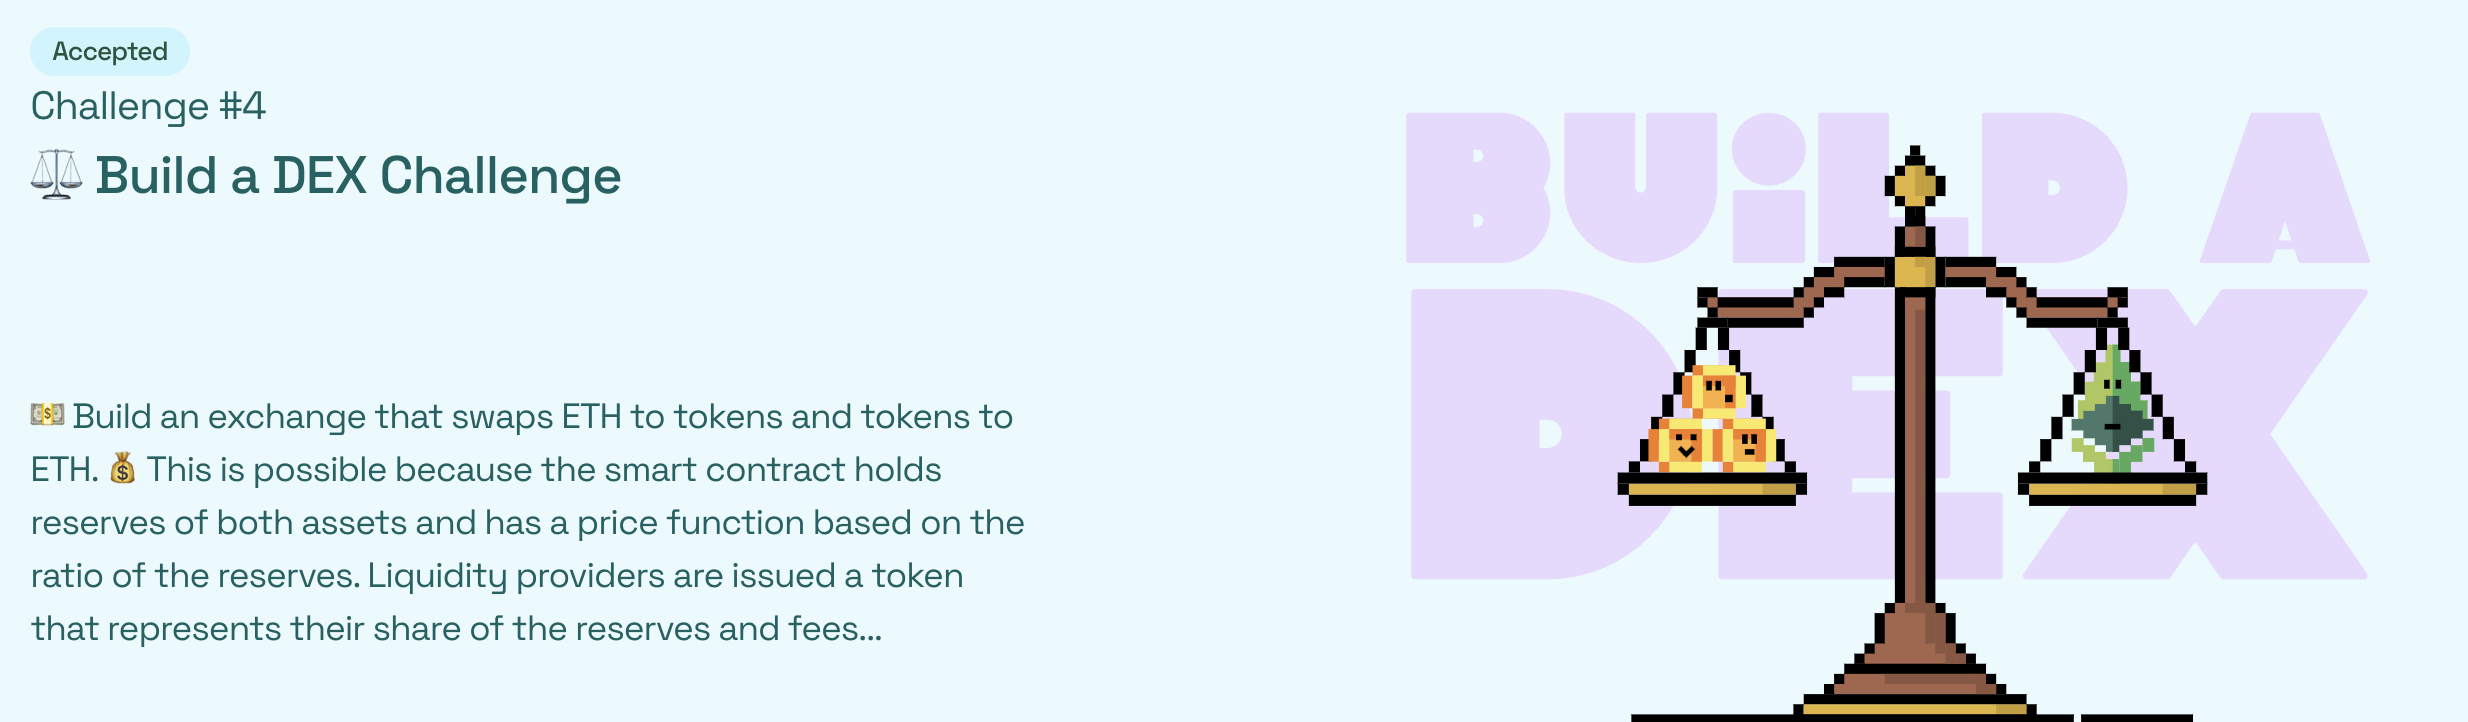 Accepted
Challenge #4
⚖️ Build a DEX Challenge
💵 Build an exchange that swaps ETH to tokens and tokens to
ETH. 💰 This is possible because the smart contract holds
reserves of both assets and has a price function based on the
ratio of the reserves. Liquidity providers are issued a token
that represents their share of the reserves and fees...
BUiLD A
DEX